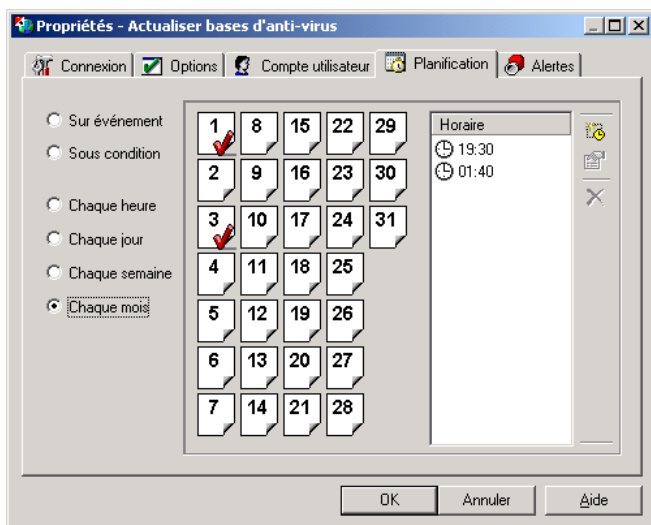 Propriétés - Actualiser bases d'anti-virus
Connexion Options Compte utilisateur Planification Alertes
Sur événement
Sous condition
Chaque heure
Chaque jour
Chaque semaine
Chaque mois
1 8 15 22 29
2 9 16 23 30
3 10 17 24 31
4 11 18 25
5 12 19 26
6 13 20 27
7 14 21 28
Horaire
19:30
01:40
OK Annuler Aide